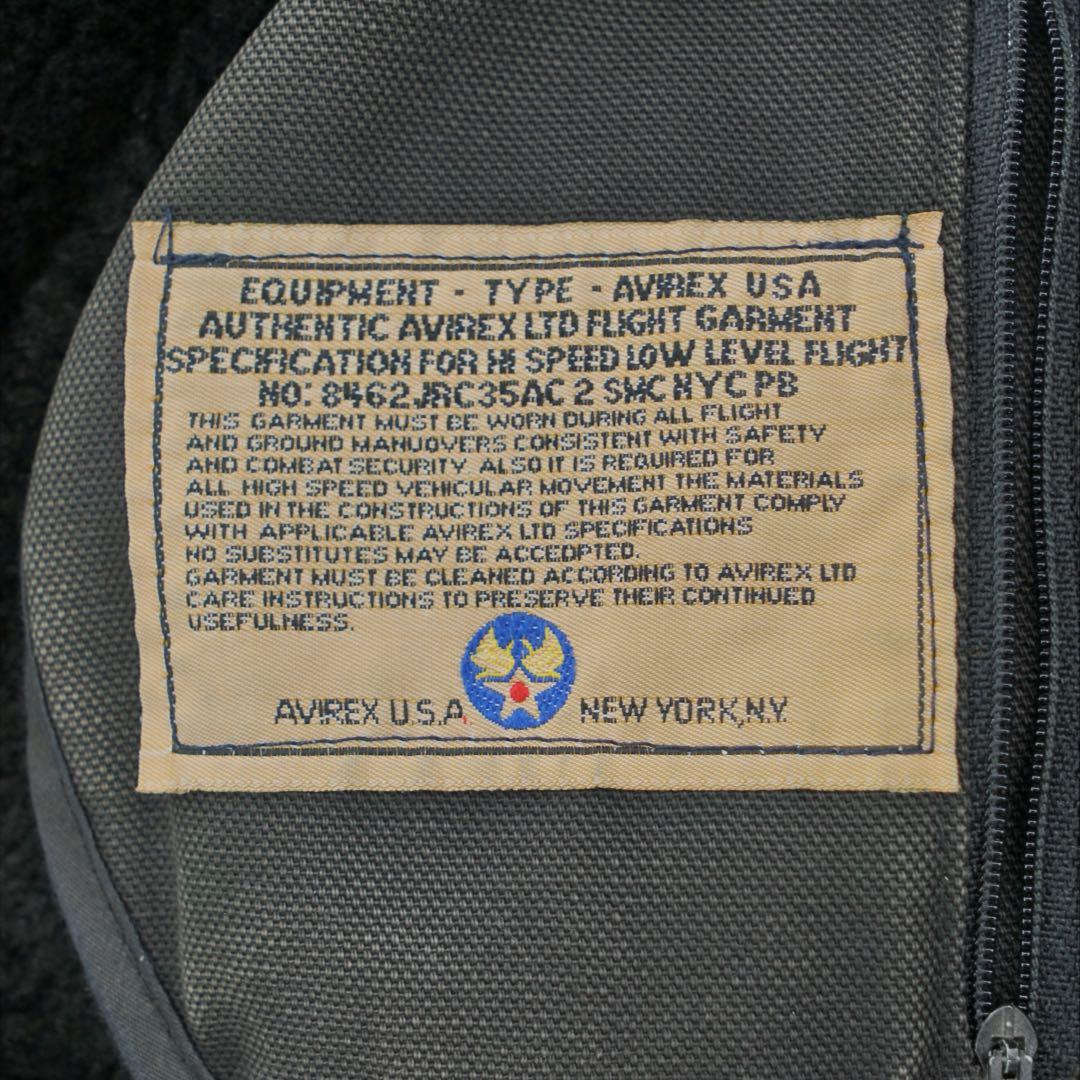 EQUIPMENT - TYPE - AVIREX USA
AUTHENTIC AVIREX LTD FLIGHT GARMENT
SPECIFICATION FOR HI SPEED LOW LEVEL FLIGHT
NO: 8462JRC35AC 2 SMC NYC PB
THIS GARMENT MUST BE WORN DURING ALL FLIGHT
AND GROUND MANUOVERS CONSISTENT WITH SAFETY
AND COMBAT SECURITY ALSO IT IS REQUIRED FOR
ALL HIGH SPEED VEHICULAR MOVEMENT THE MATERIALS
USED IN THE CONSTRUCTIONS OF THIS GARMENT COMPLY
WITH APPLICABLE AVIREX LTD SPECIFICATIONS
NO SUBSTITUTES MAY BE ACCEDPTED.
GARMENT MUST BE CLEANED ACCORDING TO AVIREX LTD
CARE INSTRUCTIONS TO PRESERVE THEIR CONTINUED
USEFULNESS.
AVIREX U.S.A. NEW YORK,N.Y.